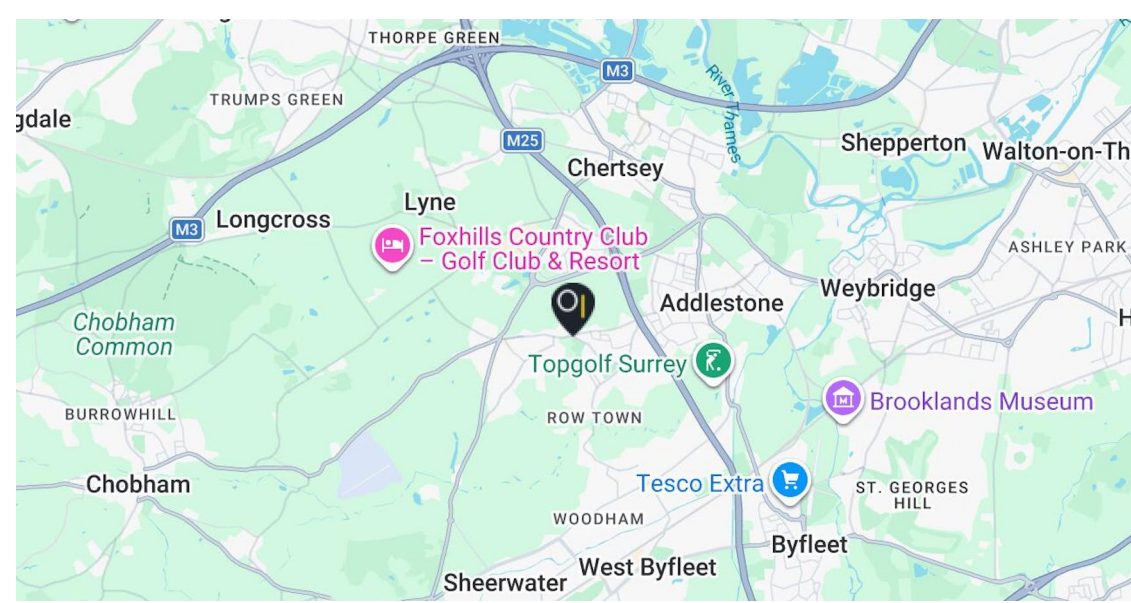 THORPE GREEN
M3
River Thames
TRUMPS GREEN
gdale
M25
Shepperton
Walton-on-Th
Chertsey
Lyne
Longcross
M3
Foxhills Country Club
– Golf Club & Resort
ASHLEY PARK
Weybridge
Addlestone
H
Chobham
Common
Topgolf Surrey
Brooklands Museum
BURROWHILL
ROW TOWN
Chobham
Tesco Extra
ST. GEORGES
HILL
WOODHAM
Byfleet
West Byfleet
Sheerwater